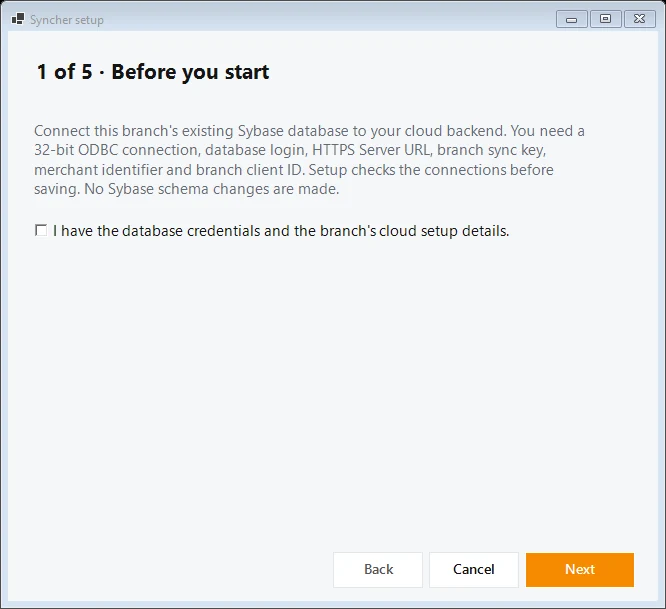 Syncher setup
1 of 5 · Before you start
Connect this branch's existing Sybase database to your cloud backend. You need a
32-bit ODBC connection, database login, HTTPS Server URL, branch sync key,
merchant identifier and branch client ID. Setup checks the connections before
saving. No Sybase schema changes are made.
I have the database credentials and the branch's cloud setup details.
Back
Cancel
Next